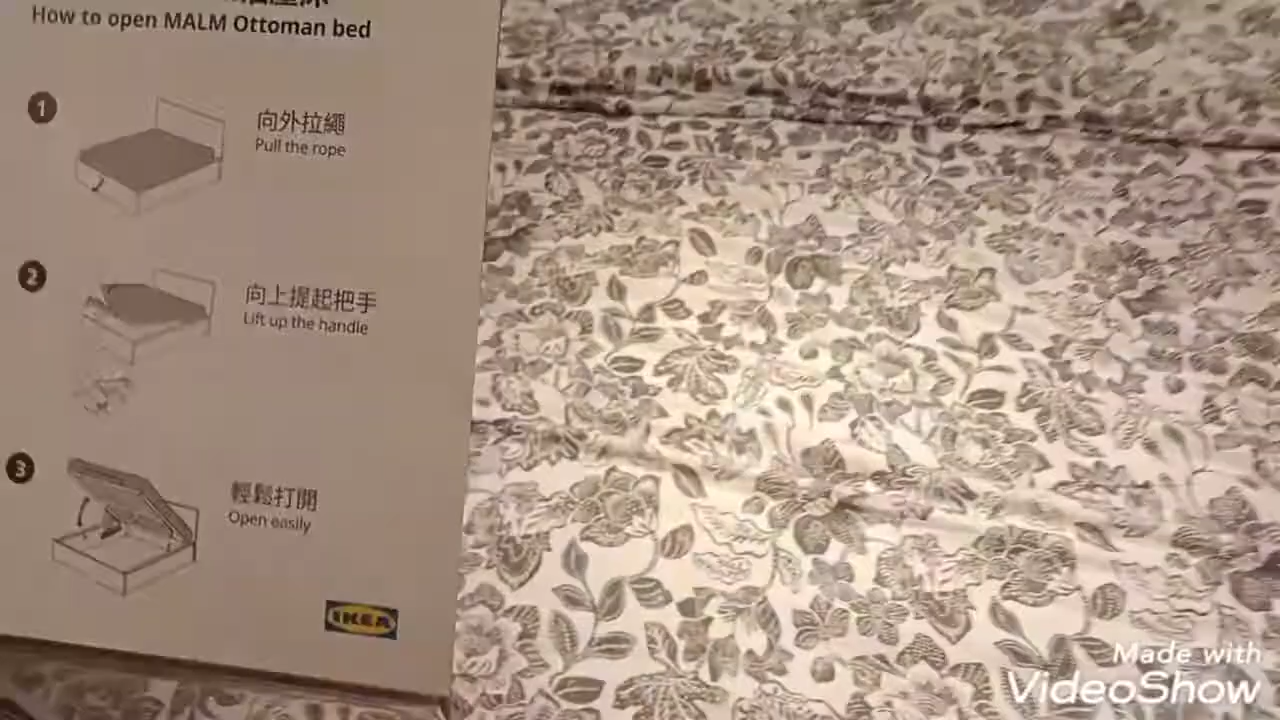 How to open MALM Ottoman bed
1
向外拉繩
Pull the rope
2
向上提起把手
Lift up the handle
3
輕鬆打開
Open easily
IKEA
Made with
VideoShow